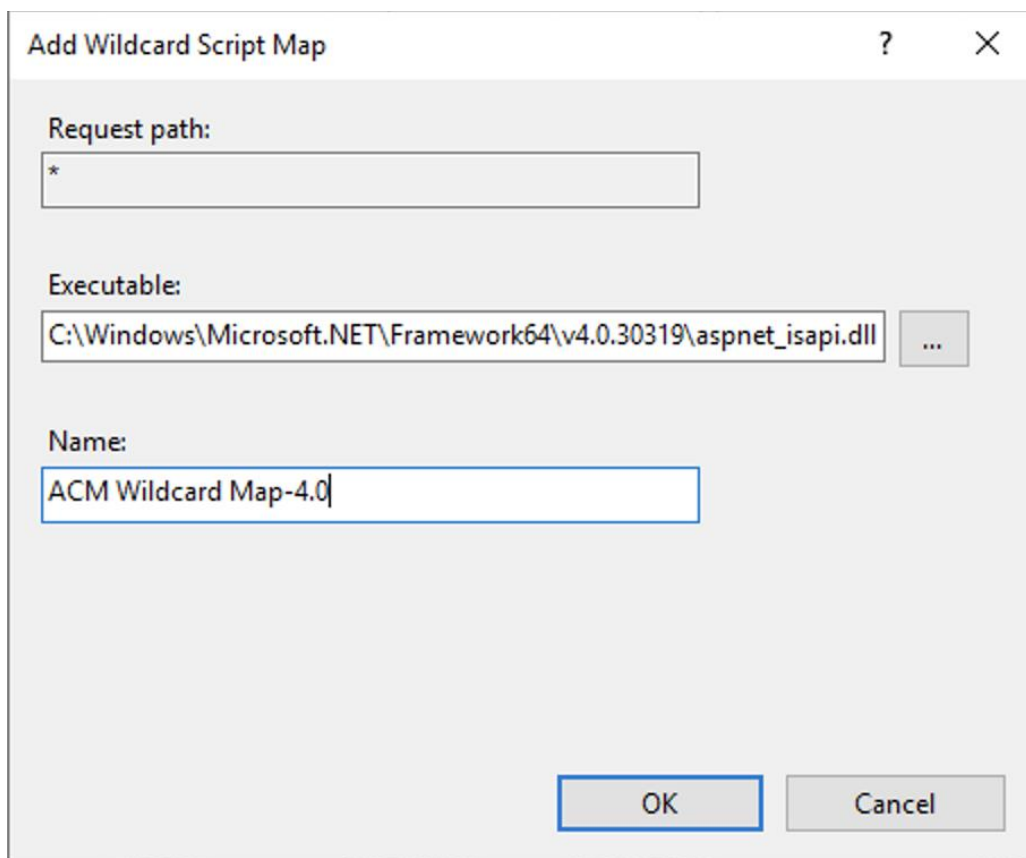 Add Wildcard Script Map
?
Request path:
*
Executable:
C:\Windows\Microsoft.NET\Framework64\v4.0.30319\aspnet_isapi.dll
...
Name:
ACM Wildcard Map-4.0
OK
Cancel